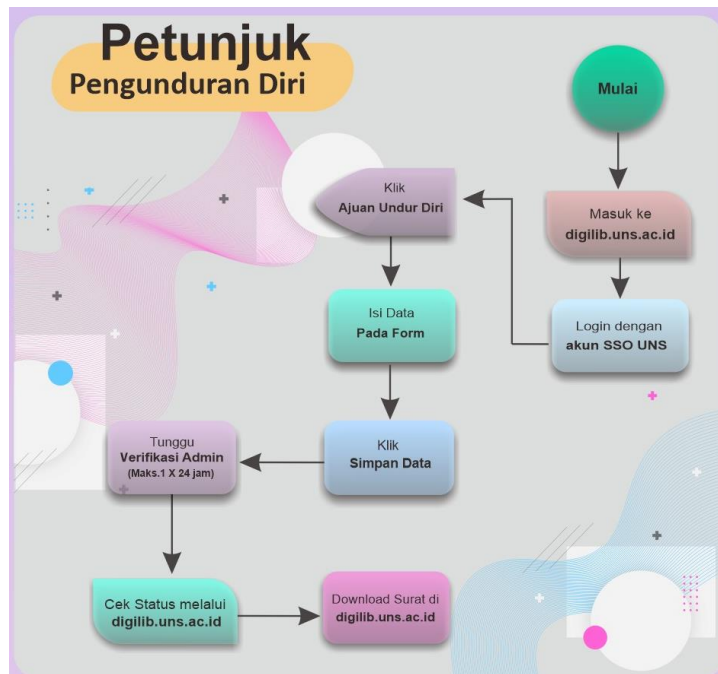 Petunjuk
Pengunduran Diri
Mulai
Masuk ke
digilib.uns.ac.id
Login dengan
akun SSO UNS
Klik
Ajuan Undur Diri
Isi Data
Pada Form
Klik
Simpan Data
Tunggu
Verifikasi Admin
(Maks.1 X 24 jam)
Cek Status melalui
digilib.uns.ac.id
Download Surat di
digilib.uns.ac.id